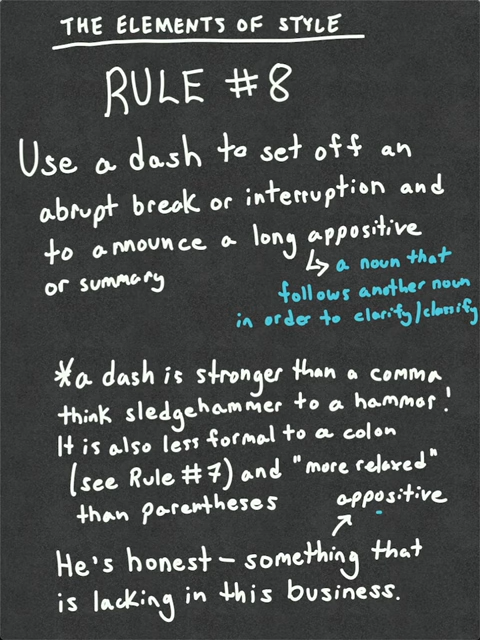 THE ELEMENTS OF STYLE
RULE #8
Use a dash to set off an
abrupt break or interruption and
to announce a long appositive
or summary
↳ a noun that
follows another noun
in order to clarify/classify
*a dash is stronger than a comma
think sledgehammer to a hammar!
It is also less formal to a colon
(see Rule #7) and "more relaxed"
than parentheses
appositive
He's honest – something that
is lacking in this business.